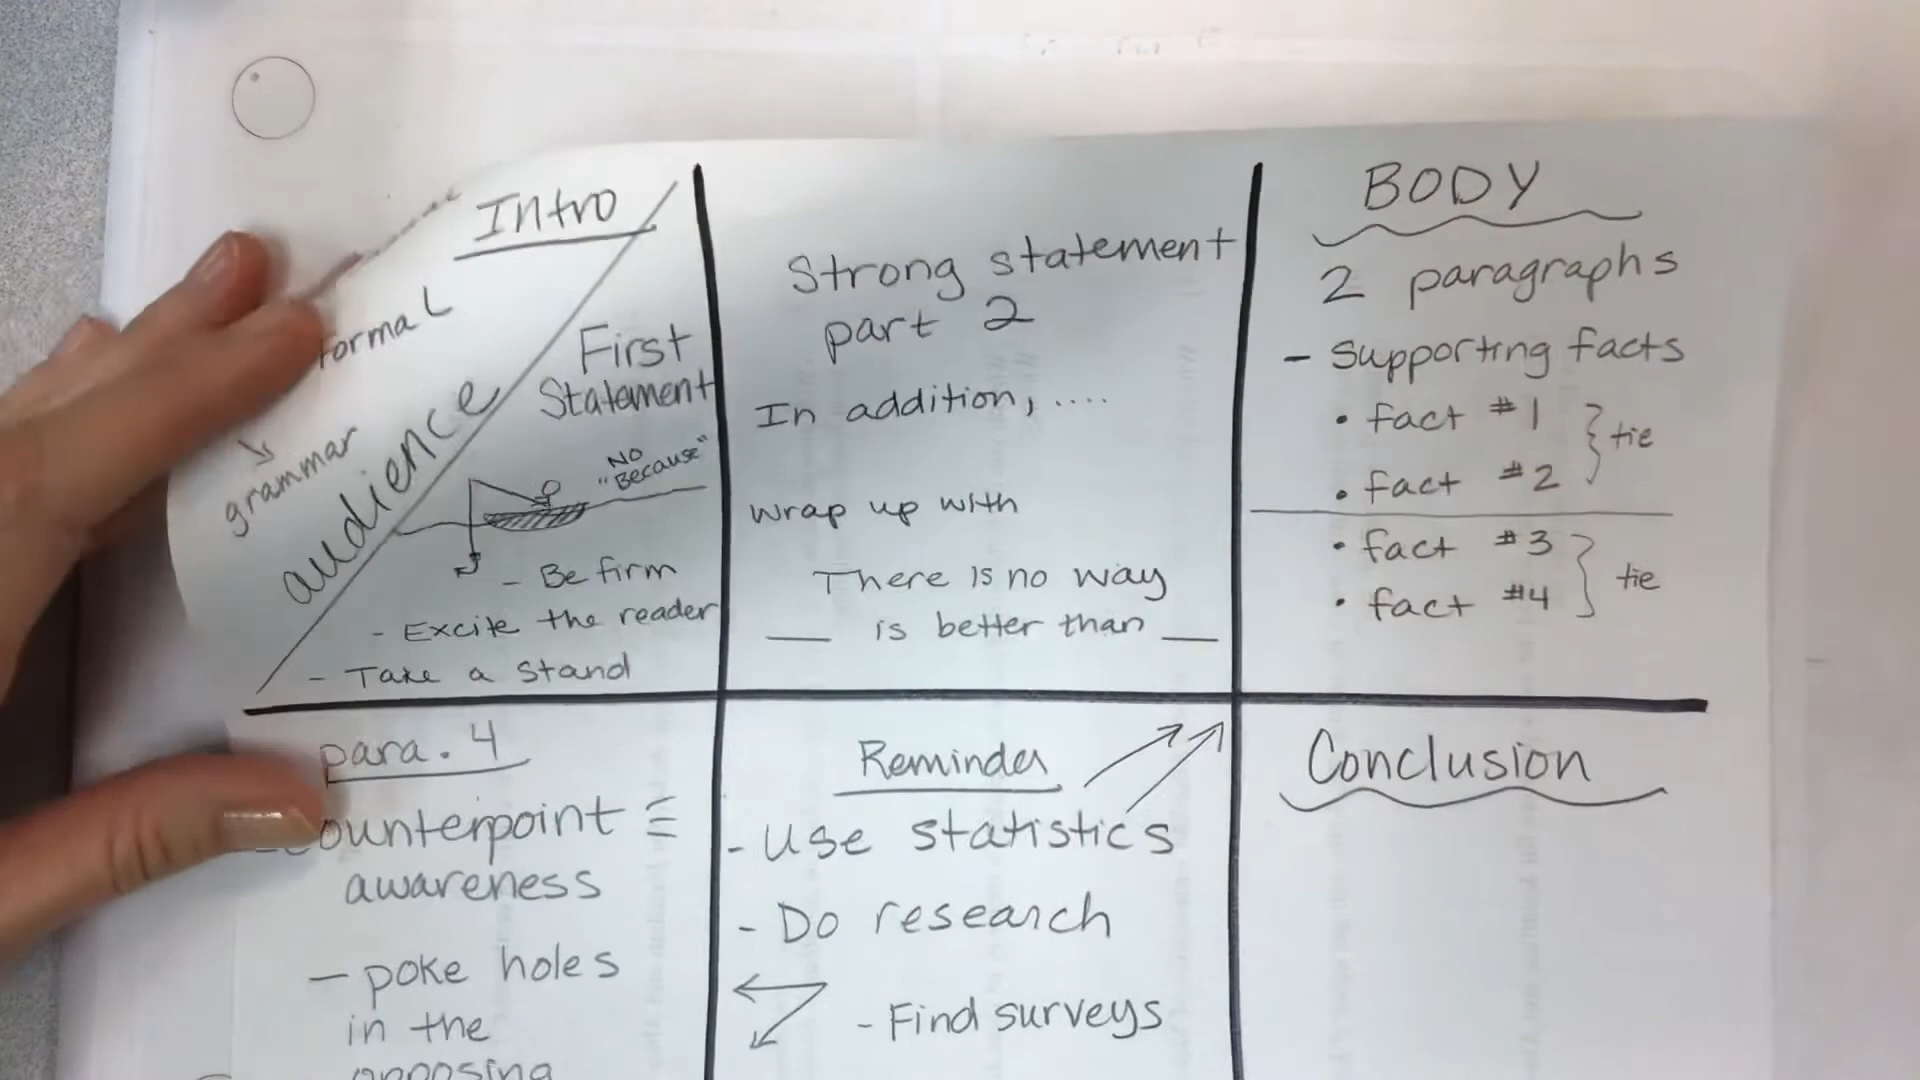 Intro
formal
grammar
audience
First
Statement
NO
"Because"
- Be firm
- Excite the reader
- Take a stand
Strong statement
part 2
In addition, ....
wrap up with
There is no way
__ is better than __
BODY
2 paragraphs
- Supporting facts
• fact #1
• fact #2
tie
• fact #3
• fact #4
tie
para. 4
ounterpoint
awareness
- poke holes
in the
opposing
Reminder
- Use statistics
- Do research
- Find surveys
Conclusion